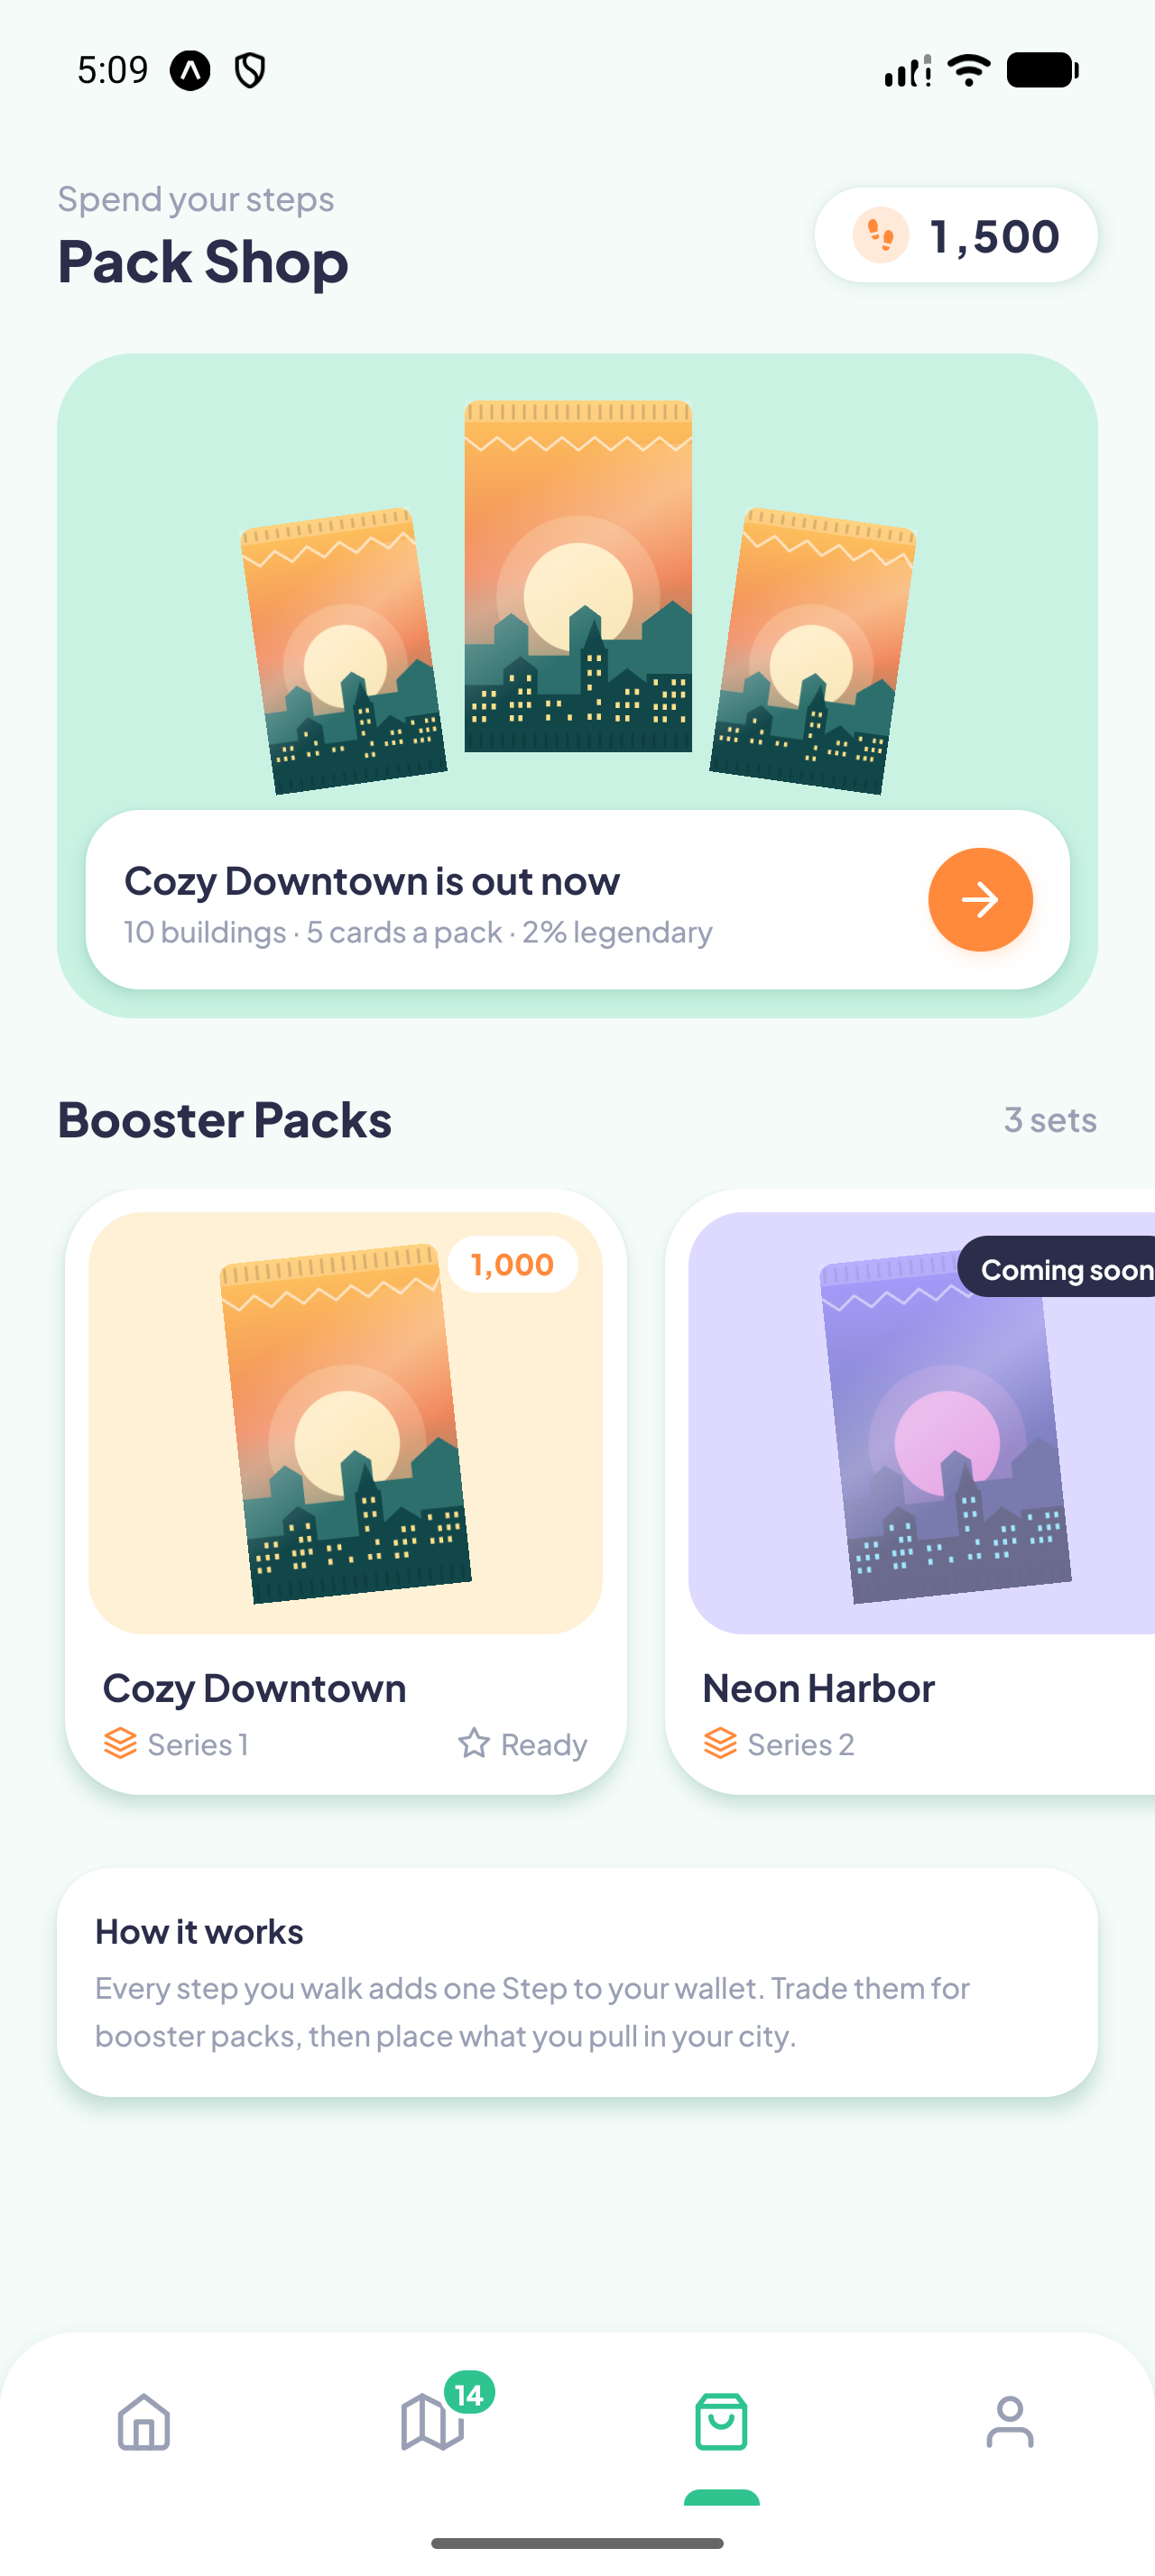 5:09
Spend your steps
Pack Shop
1,500
Cozy Downtown is out now
10 buildings · 5 cards a pack · 2% legendary
Booster Packs
3 sets
1,000
Coming soon
Cozy Downtown
Series 1
Ready
Neon Harbor
Series 2
How it works
Every step you walk adds one Step to your wallet. Trade them for
booster packs, then place what you pull in your city.
14